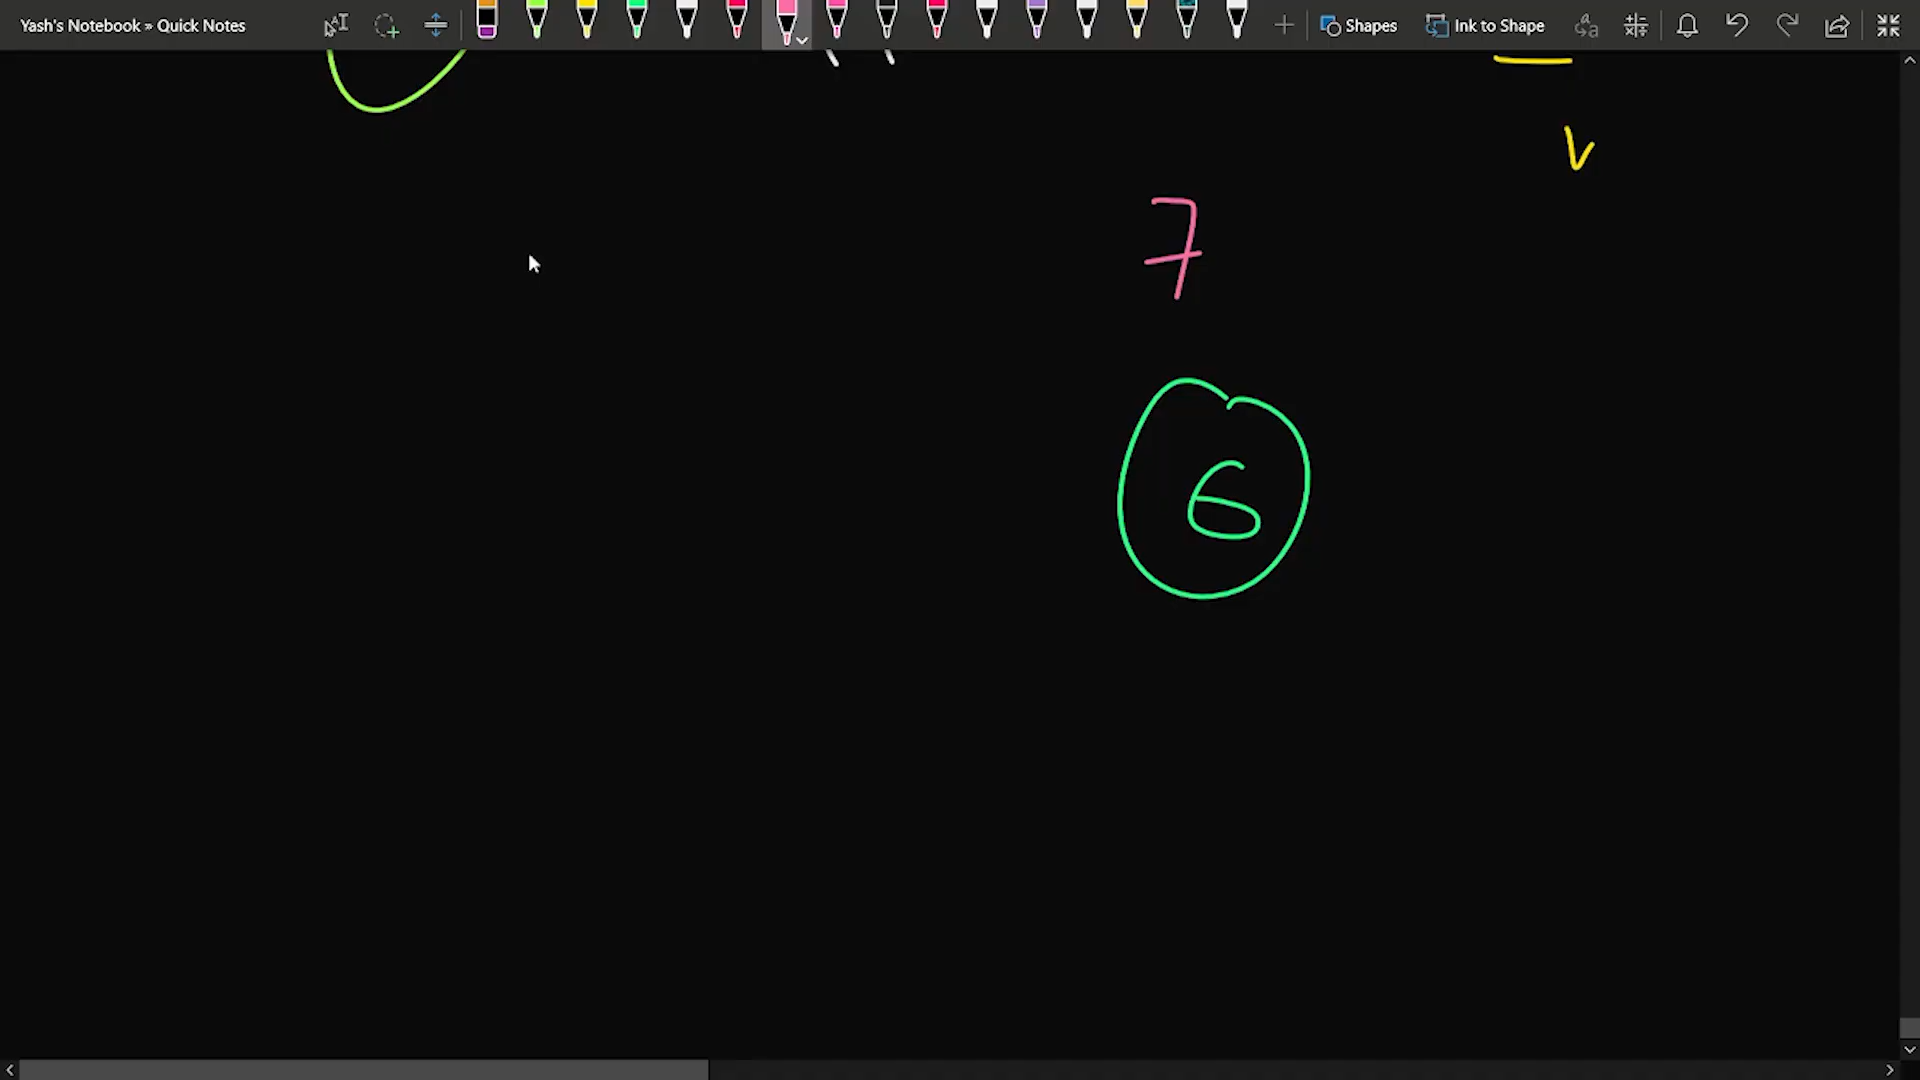 Yash's Notebook » Quick Notes
Shapes
Ink to Shape
v
7
6